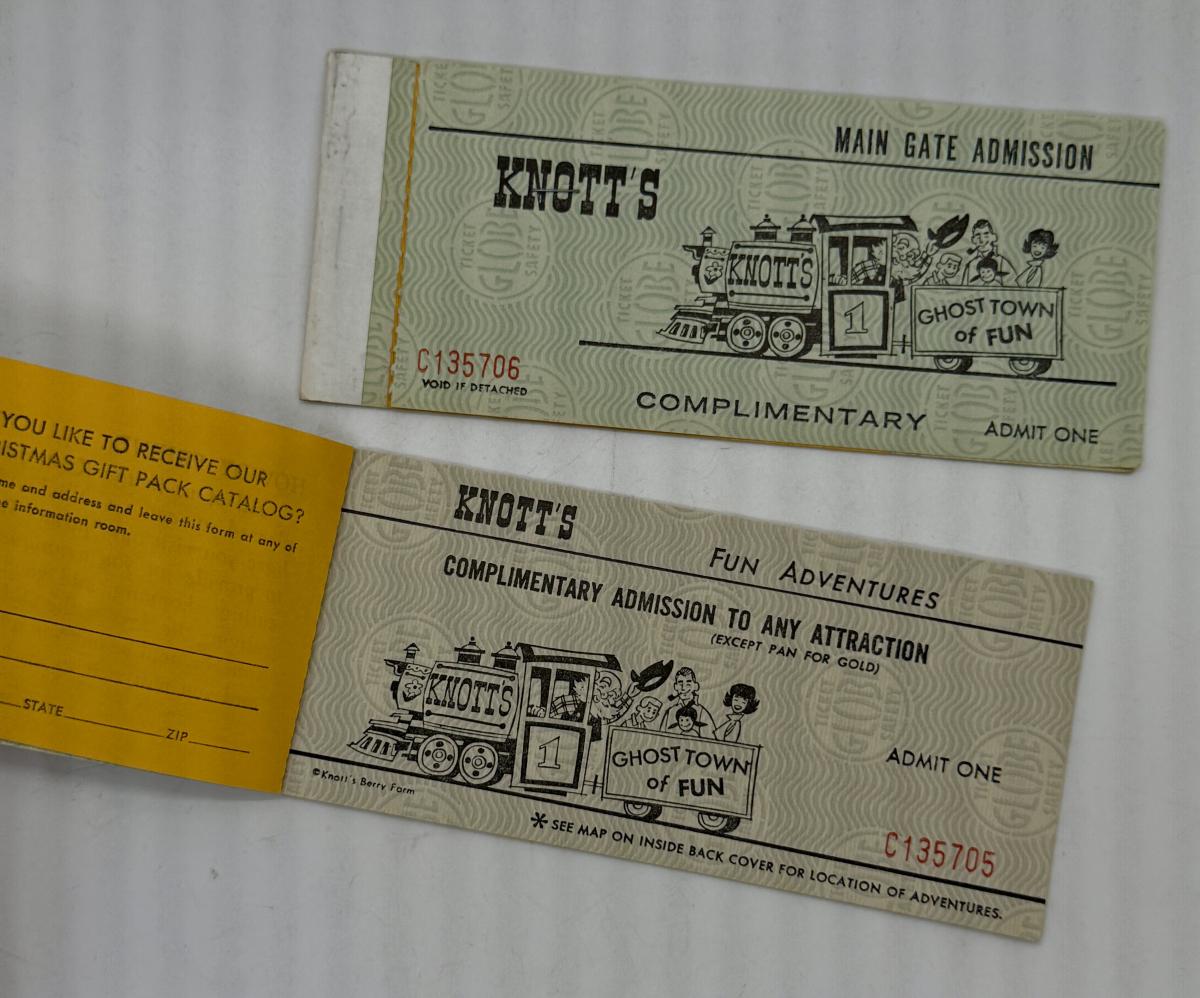 MAIN GATE ADMISSION
KNOTT'S
KNOTT'S
1
GHOST TOWN
of FUN
C135706
VOID IF DETACHED
COMPLIMENTARY
ADMIT ONE
TICKET
GLOBE
SAFETY
YOU LIKE TO RECEIVE OUR
GIFT PACK CATALOG?
and address and leave this form at any of
information room.
STATE
ZIP
KNOTT'S
FUN ADVENTURES
COMPLIMENTARY ADMISSION TO ANY ATTRACTION
(EXCEPT PAN FOR GOLD)
KNOTT'S
1
GHOST TOWN
of FUN
ADMIT ONE
©Knott's Berry Farm
C135705
* SEE MAP ON INSIDE BACK COVER FOR LOCATION OF ADVENTURES.